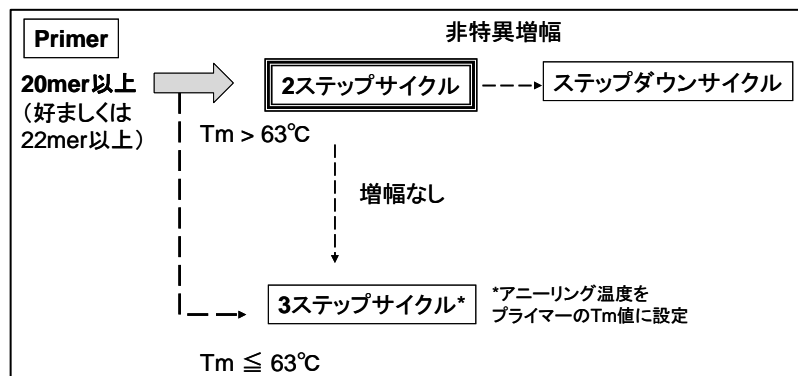 Primer
非特異増幅
20mer以上
（好ましくは
22mer以上）
2ステップサイクル
ステップダウンサイクル
Tm > 63℃
増幅なし
3ステップサイクル*
*アニーリング温度を
プライマーのTm値に設定
Tm ≦ 63℃